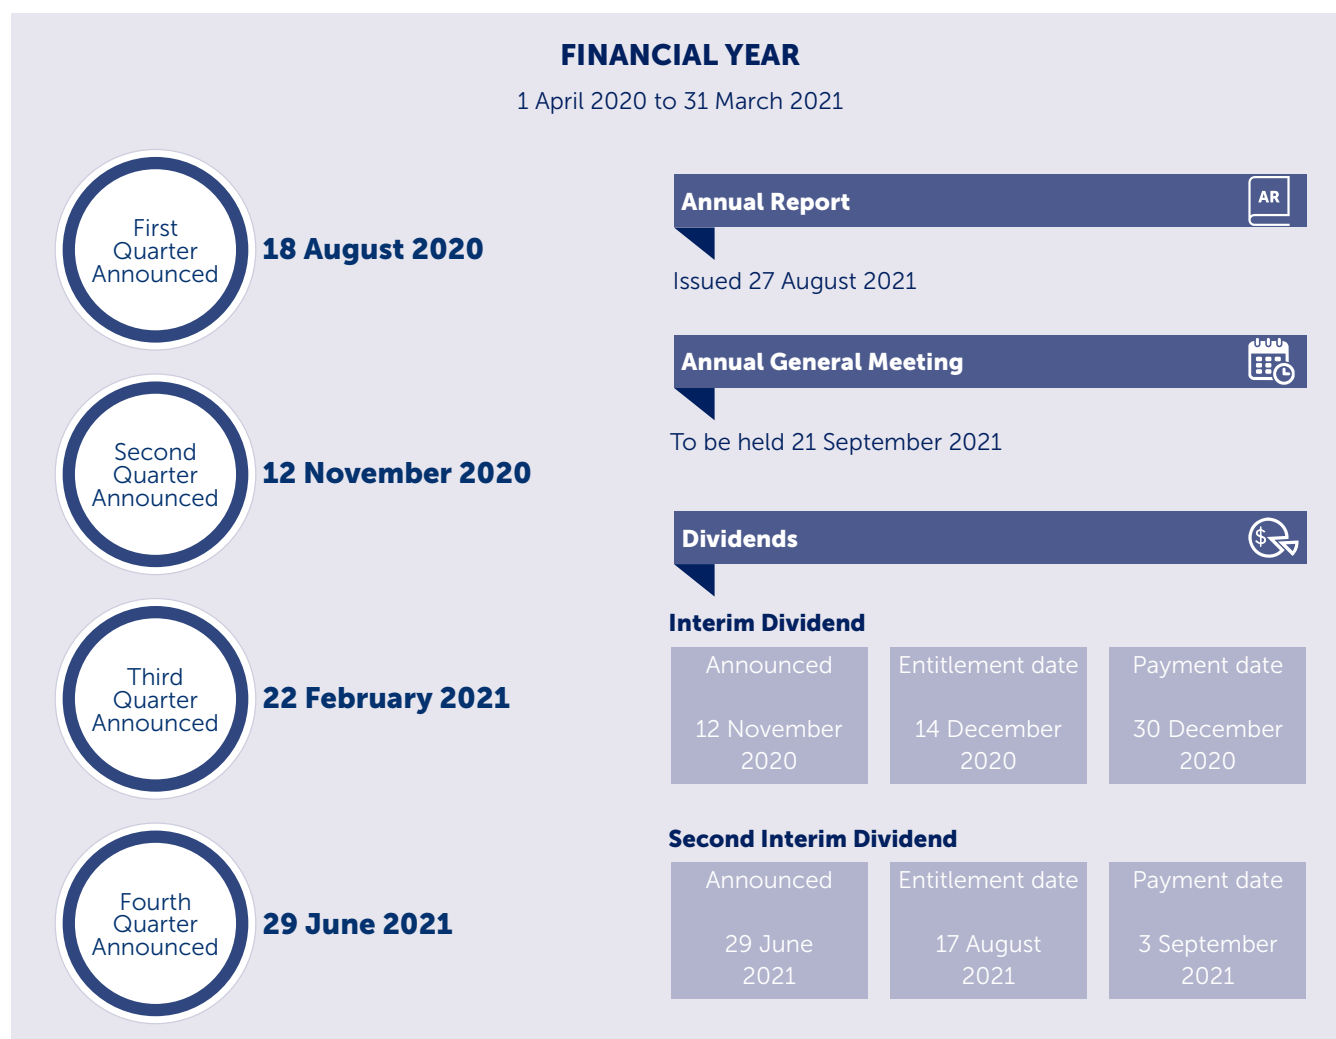 FINANCIAL YEAR
1 April 2020 to 31 March 2021
First
Quarter
Announced
18 August 2020
Second
Quarter
Announced
12 November 2020
Third
Quarter
Announced
22 February 2021
Fourth
Quarter
Announced
29 June 2021
Annual Report
AR
Issued 27 August 2021
Annual General Meeting
To be held 21 September 2021
Dividends
$
Interim Dividend
Announced
12 November
2020
Entitlement date
14 December
2020
Payment date
30 December
2020
Second Interim Dividend
Announced
29 June
2021
Entitlement date
17 August
2021
Payment date
3 September
2021